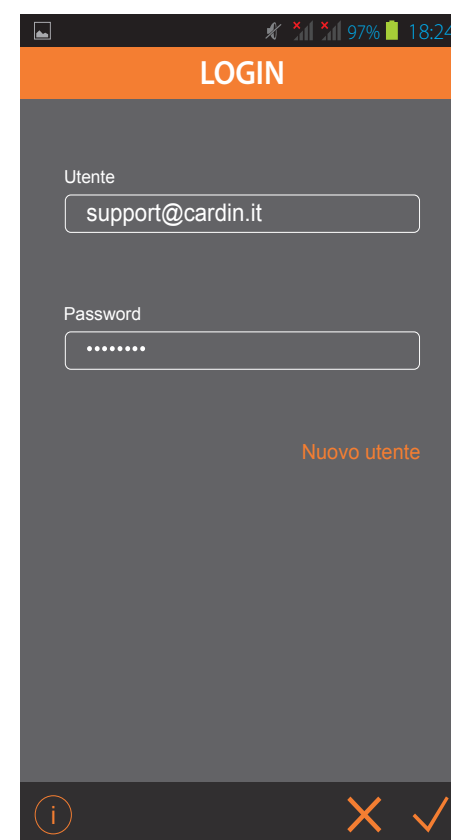 97% 18:24
LOGIN
Utente
support@cardin.it
Password
••••••••
Nuovo utente
i